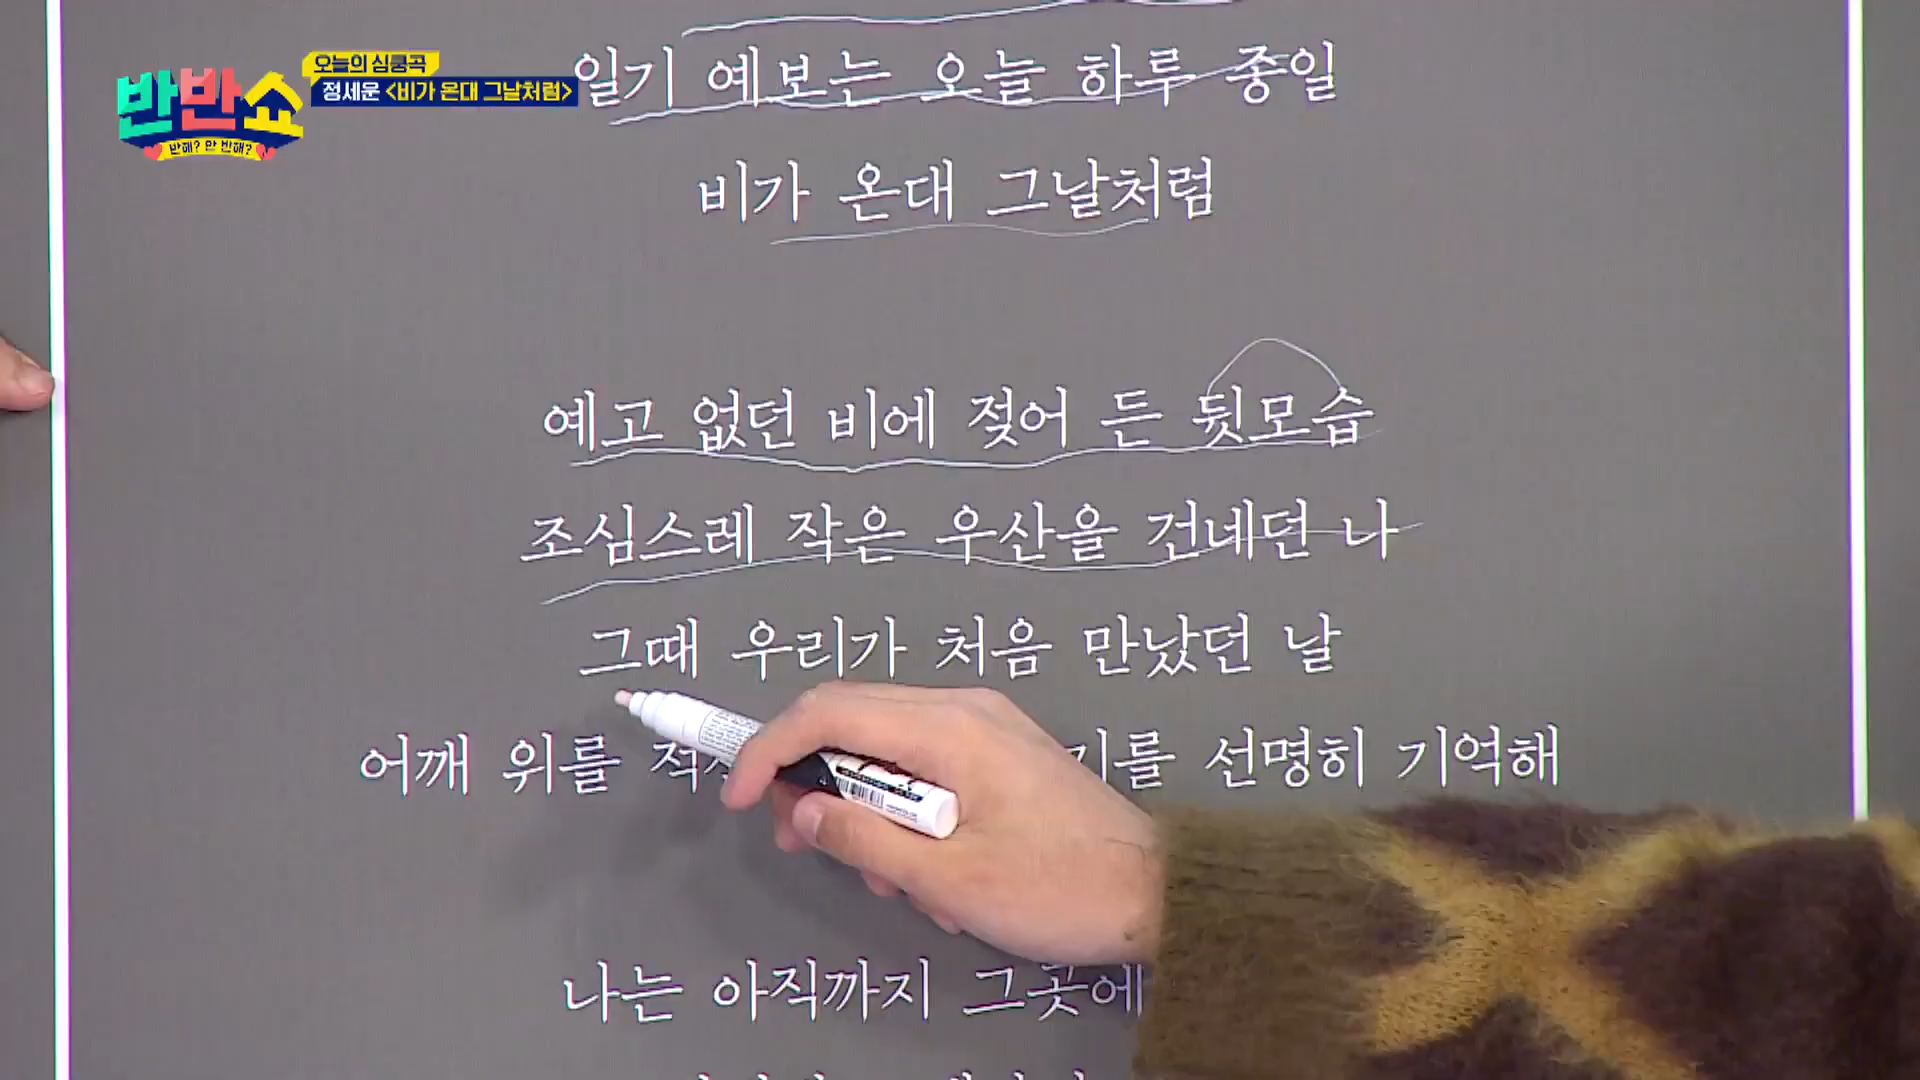 반반쇼
반해? 안 반해?
오늘의 심쿵곡
정세운 <비가 온대 그날처럼>
일기 예보는 오늘 하루 종일
비가 온대 그날처럼
예고 없던 비에 젖어 든 뒷모습
조심스레 작은 우산을 건네던 나
그때 우리가 처음 만났던 날
어깨 위를 선명히 기억해
나는 아직까지 그곳에